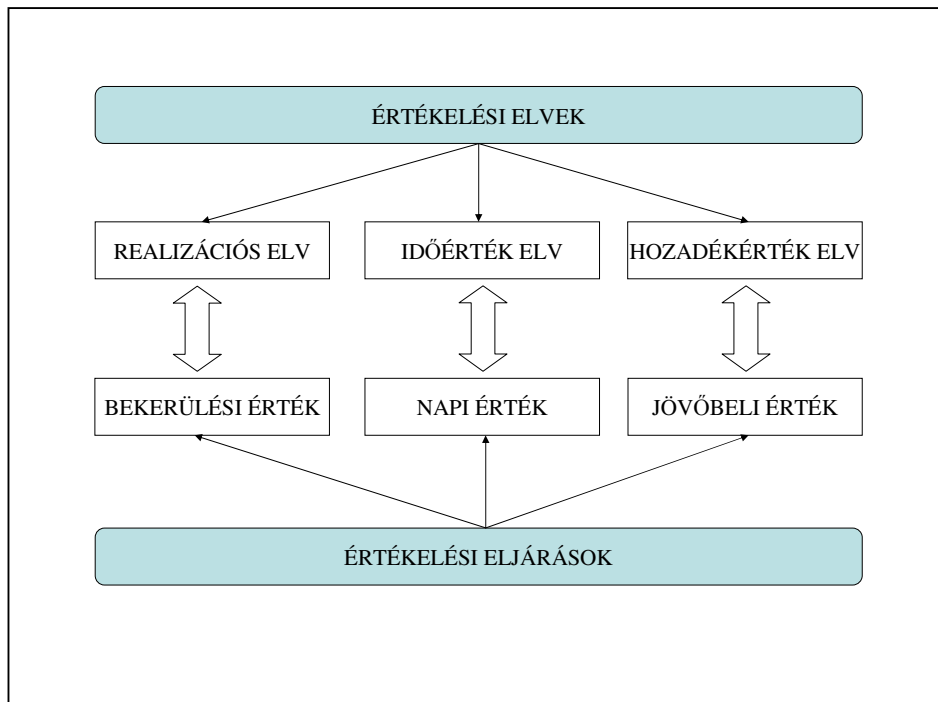 ÉRTÉKELÉSI ELVEK
REALIZÁCIÓS ELV
IDŐÉRTÉK ELV
HOZADÉKÉRTÉK ELV
BEKERÜLÉSI ÉRTÉK
NAPI ÉRTÉK
JÖVŐBELI ÉRTÉK
ÉRTÉKELÉSI ELJÁRÁSOK